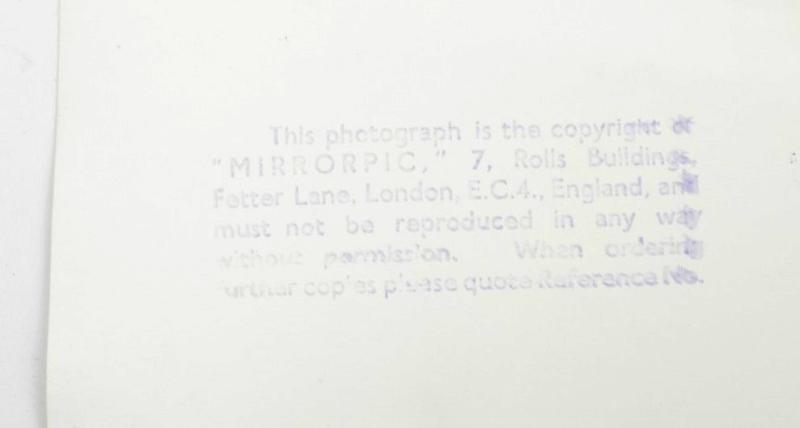 This photograph is the copyright of
"MIRRORPIC," 7, Rolls Buildings,
Fetter Lane, London, E.C.4., England, and
must not be reproduced in any way
without permission. When ordering
further copies please quote Reference No.